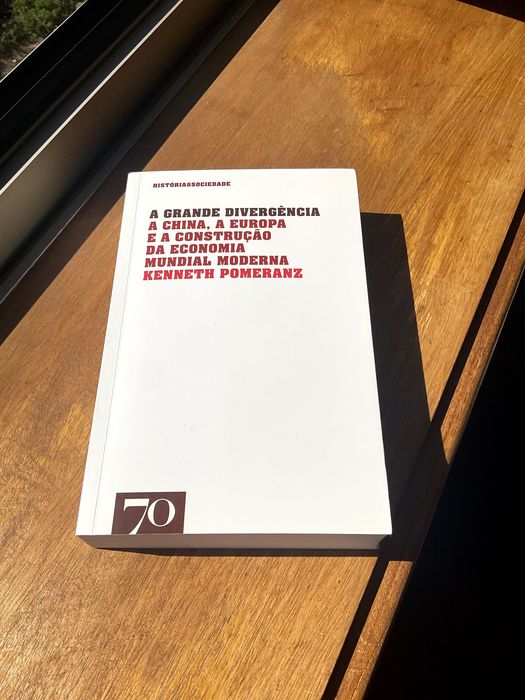 HISTÓRIA&SOCIEDADE
A GRANDE DIVERGÊNCIA
A CHINA, A EUROPA
E A CONSTRUÇÃO
DA ECONOMIA
MUNDIAL MODERNA
KENNETH POMERANZ
70